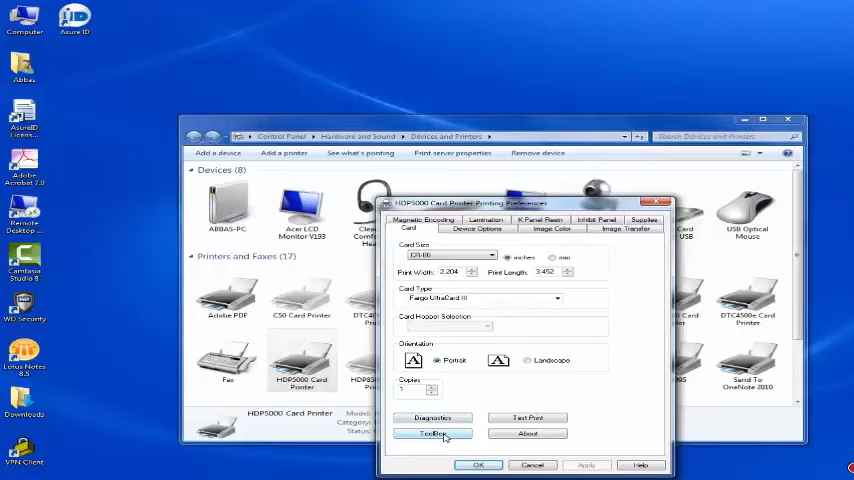 Computer
Asure ID
Abbas
AsureID
Licens...
Adobe
Acrobat 7.0
Remote
Desktop ...
Camtasia
Studio 8
WD Security
Lotus Notes
8.5
Downloads
VPN Client
Control Panel
Hardware and Sound
Devices and Printers
Search Devices and Printers
Add a device
Add a printer
See what's printing
Print server properties
Remove device
Devices (8)
ABBAS-PC
Acer LCD
Monitor V193
USB Optical
Mouse
Printers and Faxes (17)
Adobe PDF
C50 Card Printer
DTC4500e Card
Printer
Fax
HDP5000 Card
Printer
Send To
OneNote 2010
HDP5000 Card Printer
HDP5000 Card Printer Printing Preferences
Magnetic Encoding
Lamination
K Panel Resin
Inhibit Panel
Supplies
Card
Device Options
Image Color
Image Transfer
Card Size
CR-80
inches
mm
Print Width: 2.204
Print Length: 3.452
Card Type
Fargo UltraCard III
Card Hopper Selection
Orientation
A Portrait
A Landscape
Copies
1
Diagnostics
Test Print
ToolBox
About
OK
Cancel
Apply
Help